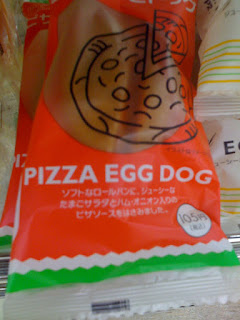 PIZZA EGG DOG
ソフトなロールパンに、ジューシーな
たまごサラダとハム・オニオン入りの
ピザソースをはさみました。
105円
(税込)